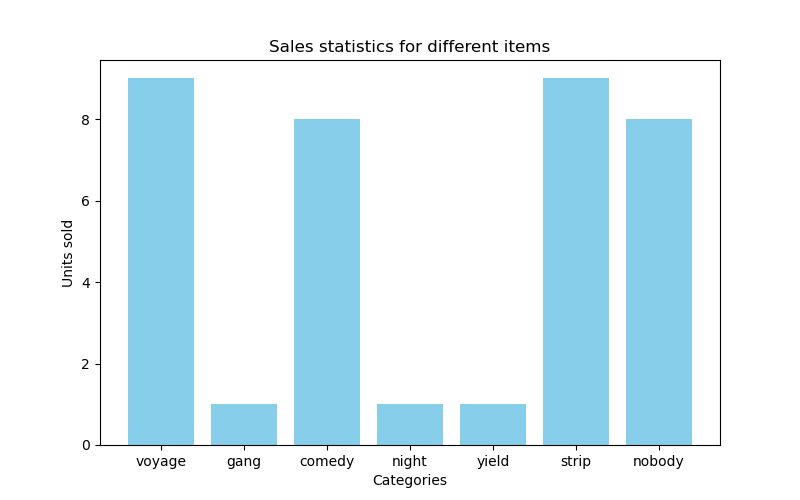 Sales statistics for different items
Units sold
8
6
4
2
0
voyage gang comedy night yield strip nobody
Categories